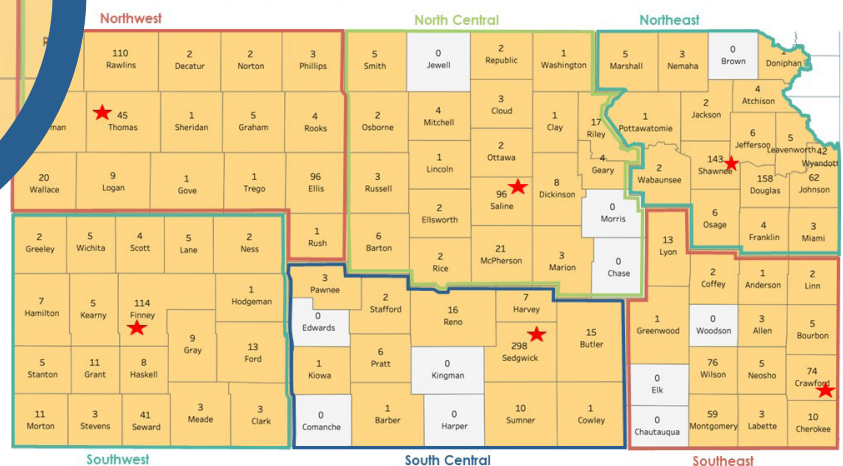 Northwest
North Central
Northeast
110
Rawlins
2
Decatur
2
Norton
3
Phillips
5
Smith
0
Jewell
2
Republic
1
Washington
5
Marshall
3
Nemaha
0
Brown
Doniphan
man
45
Thomas
1
Sheridan
5
Graham
4
Rooks
2
Osborne
4
Mitchell
3
Cloud
1
Clay
17
Riley
1
Pottawatomie
2
Jackson
4
Atchison
6
Jefferson
5
Leavenworth
42
Wyandott
20
Wallace
9
Logan
1
Gove
1
Trego
96
Ellis
3
Russell
1
Lincoln
2
Ottawa
96
Saline
8
Dickinson
4
Geary
2
Wabaunsee
143
Shawnee
158
Douglas
62
Johnson
1
Rush
6
Barton
2
Ellsworth
2
Rice
21
McPherson
3
Marion
0
Morris
0
Chase
6
Osage
4
Franklin
3
Miami
2
Greeley
5
Wichita
4
Scott
5
Lane
2
Ness
7
Hamilton
5
Kearny
114
Finney
1
Hodgeman
9
Gray
13
Ford
5
Stanton
11
Grant
8
Haskell
11
Morton
3
Stevens
41
Seward
3
Meade
3
Clark
3
Pawnee
0
Edwards
2
Stafford
16
Reno
7
Harvey
298
Sedgwick
15
Butler
1
Kiowa
6
Pratt
0
Kingman
0
Comanche
1
Barber
0
Harper
10
Sumner
1
Cowley
13
Lyon
2
Coffey
1
Anderson
2
Linn
1
Greenwood
0
Woodson
3
Allen
5
Bourbon
0
Elk
76
Wilson
5
Neosho
74
Crawford
0
Chautauqua
59
Montgomery
3
Labette
10
Cherokee
Southwest
South Central
Southeast